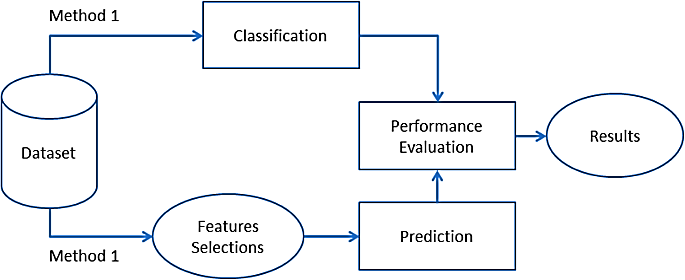 Method 1
Classification
Dataset
Performance
Evaluation
Results
Features
Selections
Prediction
Method 1